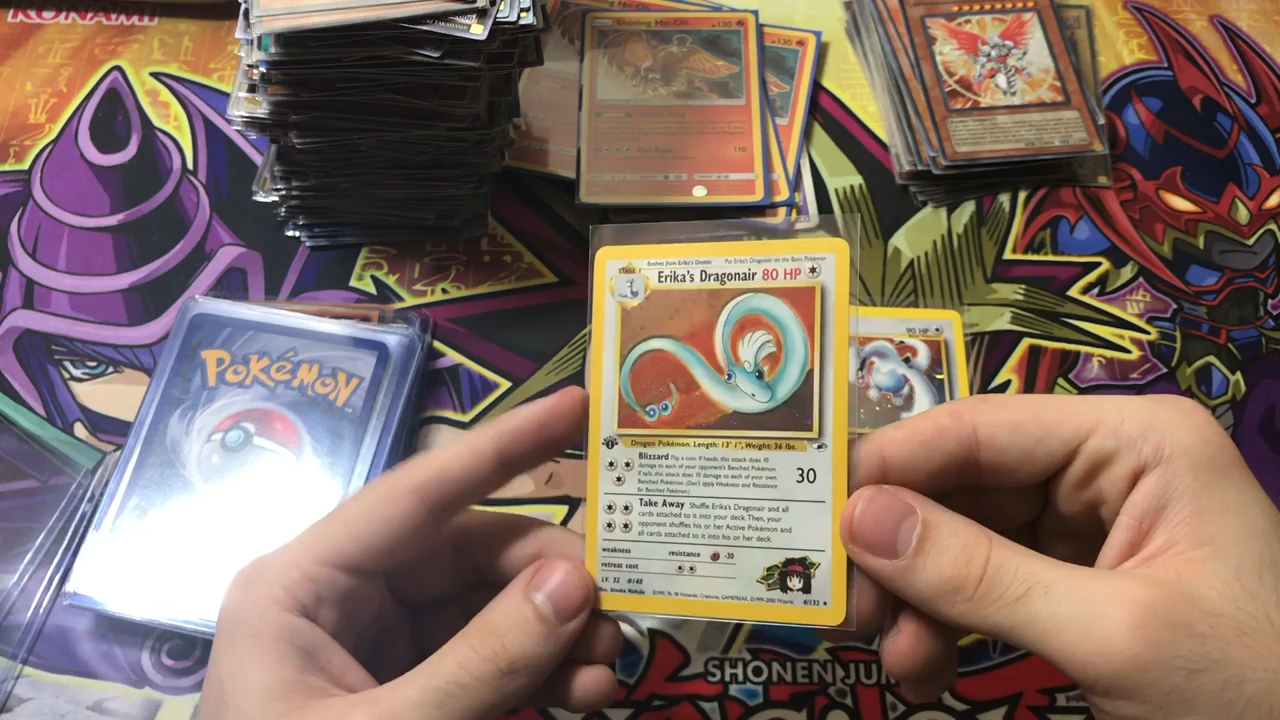 KONAMI
Shining Ho-Oh 130
130
110
POKéMON
Evolves from Erika's Dratini Put Erika's Dragonair on the Basic Pokémon
STAGE 1
Erika's Dragonair 80 HP
90 HP
Dragon Pokémon. Length: 13' 1", Weight: 36 lbs.
Blizzard Flip a coin. If heads, this attack does 10
damage to each of your opponent's Benched Pokémon.
If tails, this attack does 10 damage to each of your own
Benched Pokémon. (Don't apply Weakness and Resistance
for Benched Pokémon.)
30
Take Away Shuffle Erika's Dragonair and all
cards attached to it into your deck. Then, your
opponent shuffles his or her Active Pokémon and
all cards attached to it into his or her deck.
weakness resistance -30
retreat cost
LV. 32 #148
4/132
SHONEN JUM